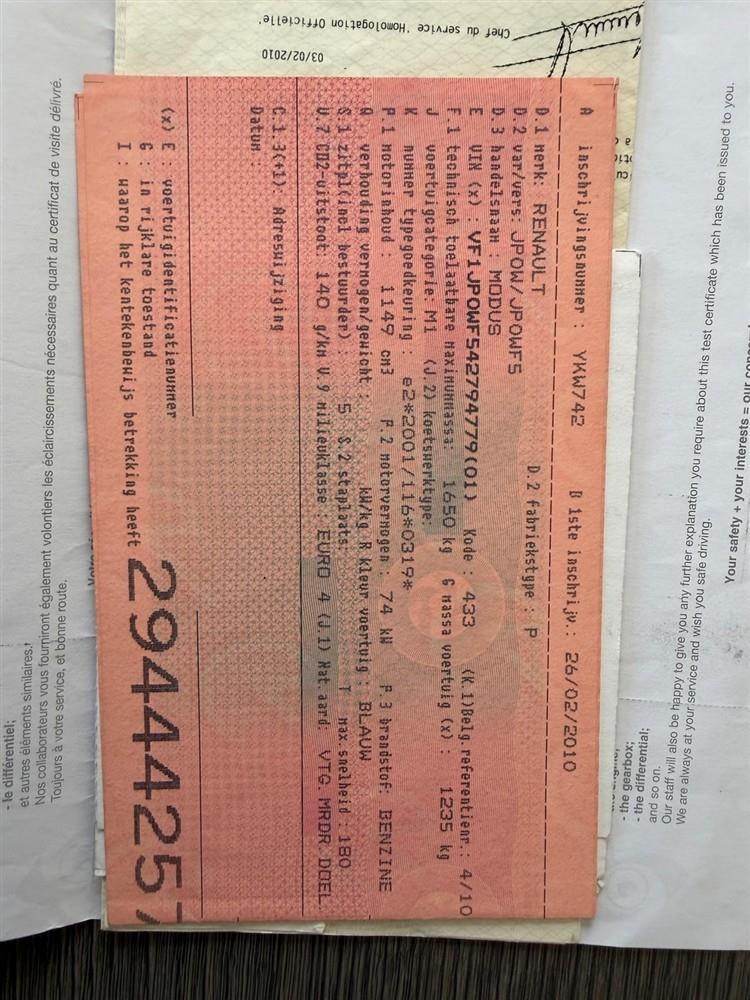 A inschrijvingsnummer : YKW742 B 1ste inschrijv.: 26/02/2010
D.1 merk: RENAULT D.2 fabriekstype : P
D.2 var/vers: JPOW/JPOWF5
D.3 handelsnaam : MODUS
E VIN (x) : VF1JPOWF542794779(01) Kode : 433 (K.1)Belg referentienr.: 4/10
F.1 technisch toelaatbare maximummassa: 1650 kg G massa voertuig (x) : 1235 kg
J voertuigcategorie: M1 (J.2) koetswerktype:
K nummer typegoedkeuring : e2*2001/116*0319*
P.1 motorinhoud : 1149 cm3 P.2 motorvermogen : 74 kW P.3 brandstof: BENZINE
Q verhouding vermogen/gewicht : kW/kg R kleur voertuig : BLAUW
S.1 zitpl(incl bestuurder) : 5 S.2 staplaats: T max.snelheid : 180
V.7 CO2-uitstoot: 140 g/km V.9 milieuklasse: EURO 4 (J.1) Nat.aard: VTG. MRDR. DOEL
C.1-3(+1). Adreswijziging
Datum:
(x) E : voertuigidentificatienummer
G : in rijklare toestand
I : waarop het kentekenbewijs betrekking heeft 29444257
03/02/2010
Chef du service 'Homologation Officielle'
- le différentiel;
et autres éléments similaires.
Nos collaborateurs vous fourniront également volontiers les éclaircissements nécessaires quant au certificat de visite délivré.
Toujours à votre service, et bonne route.
- the gearbox;
- the differential;
and so on.
Our staff will also be happy to give you any further explanation you require about this test certificate which has been issued to you.
We are always at your service and wish you safe driving.
Your safety + your interests = our